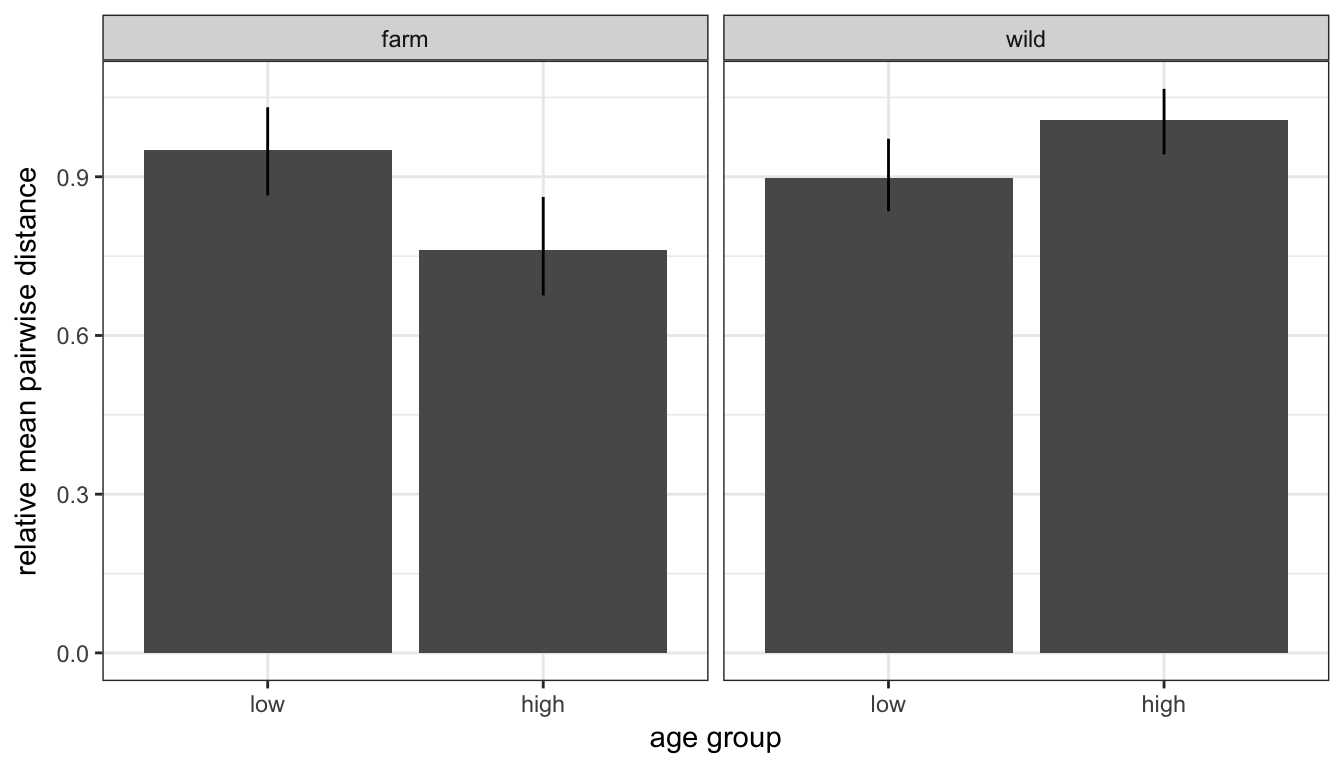 farm
wild
relative mean pairwise distance
0.9
0.6
0.3
0.0
low
high
low
high
age group